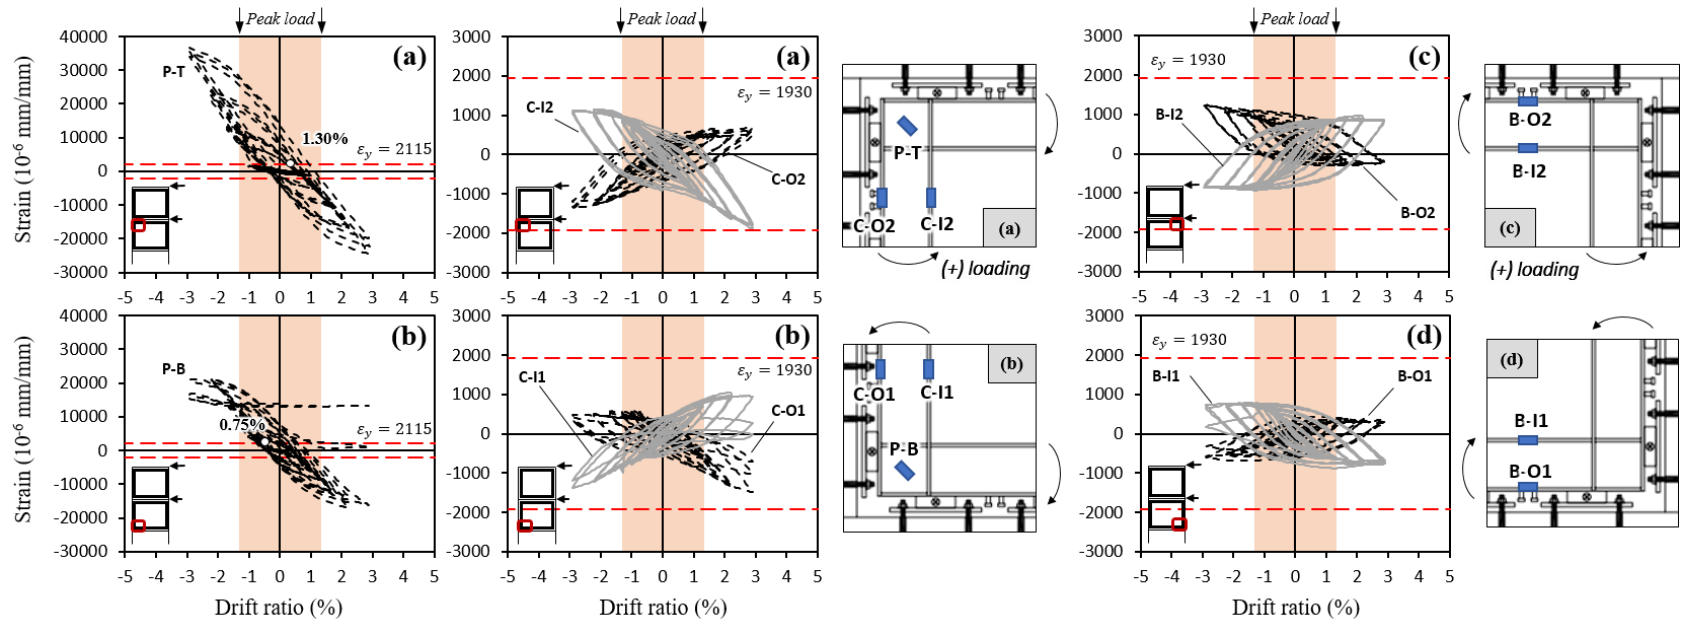 Peak load
Peak load
Peak load
Strain (10⁻⁶ mm/mm)
40000
30000
20000
10000
0
-10000
-20000
-30000
-5 -4 -3 -2 -1 0 1 2 3 4 5
(a)
P-T
1.30%
εy = 2115
3000
2000
1000
0
-1000
-2000
-3000
-5 -4 -3 -2 -1 0 1 2 3 4 5
(a)
εy = 1930
C-I2
C-O2
P-T
C-O2 C-I2
(a)
(+) loading
3000
2000
1000
0
-1000
-2000
-3000
-5 -4 -3 -2 -1 0 1 2 3 4 5
(c)
εy = 1930
B-I2
B-O2
B-O2
B-I2
(c)
(+) loading
Strain (10⁻⁶ mm/mm)
40000
30000
20000
10000
0
-10000
-20000
-30000
-5 -4 -3 -2 -1 0 1 2 3 4 5
Drift ratio (%)
(b)
P-B
0.75%
εy = 2115
3000
2000
1000
0
-1000
-2000
-3000
-5 -4 -3 -2 -1 0 1 2 3 4 5
Drift ratio (%)
(b)
εy = 1930
C-I1
C-O1
(b)
C-O1 C-I1
P-B
3000
2000
1000
0
-1000
-2000
-3000
-5 -4 -3 -2 -1 0 1 2 3 4 5
Drift ratio (%)
(d)
εy = 1930
B-I1
B-O1
(d)
B-I1
B-O1